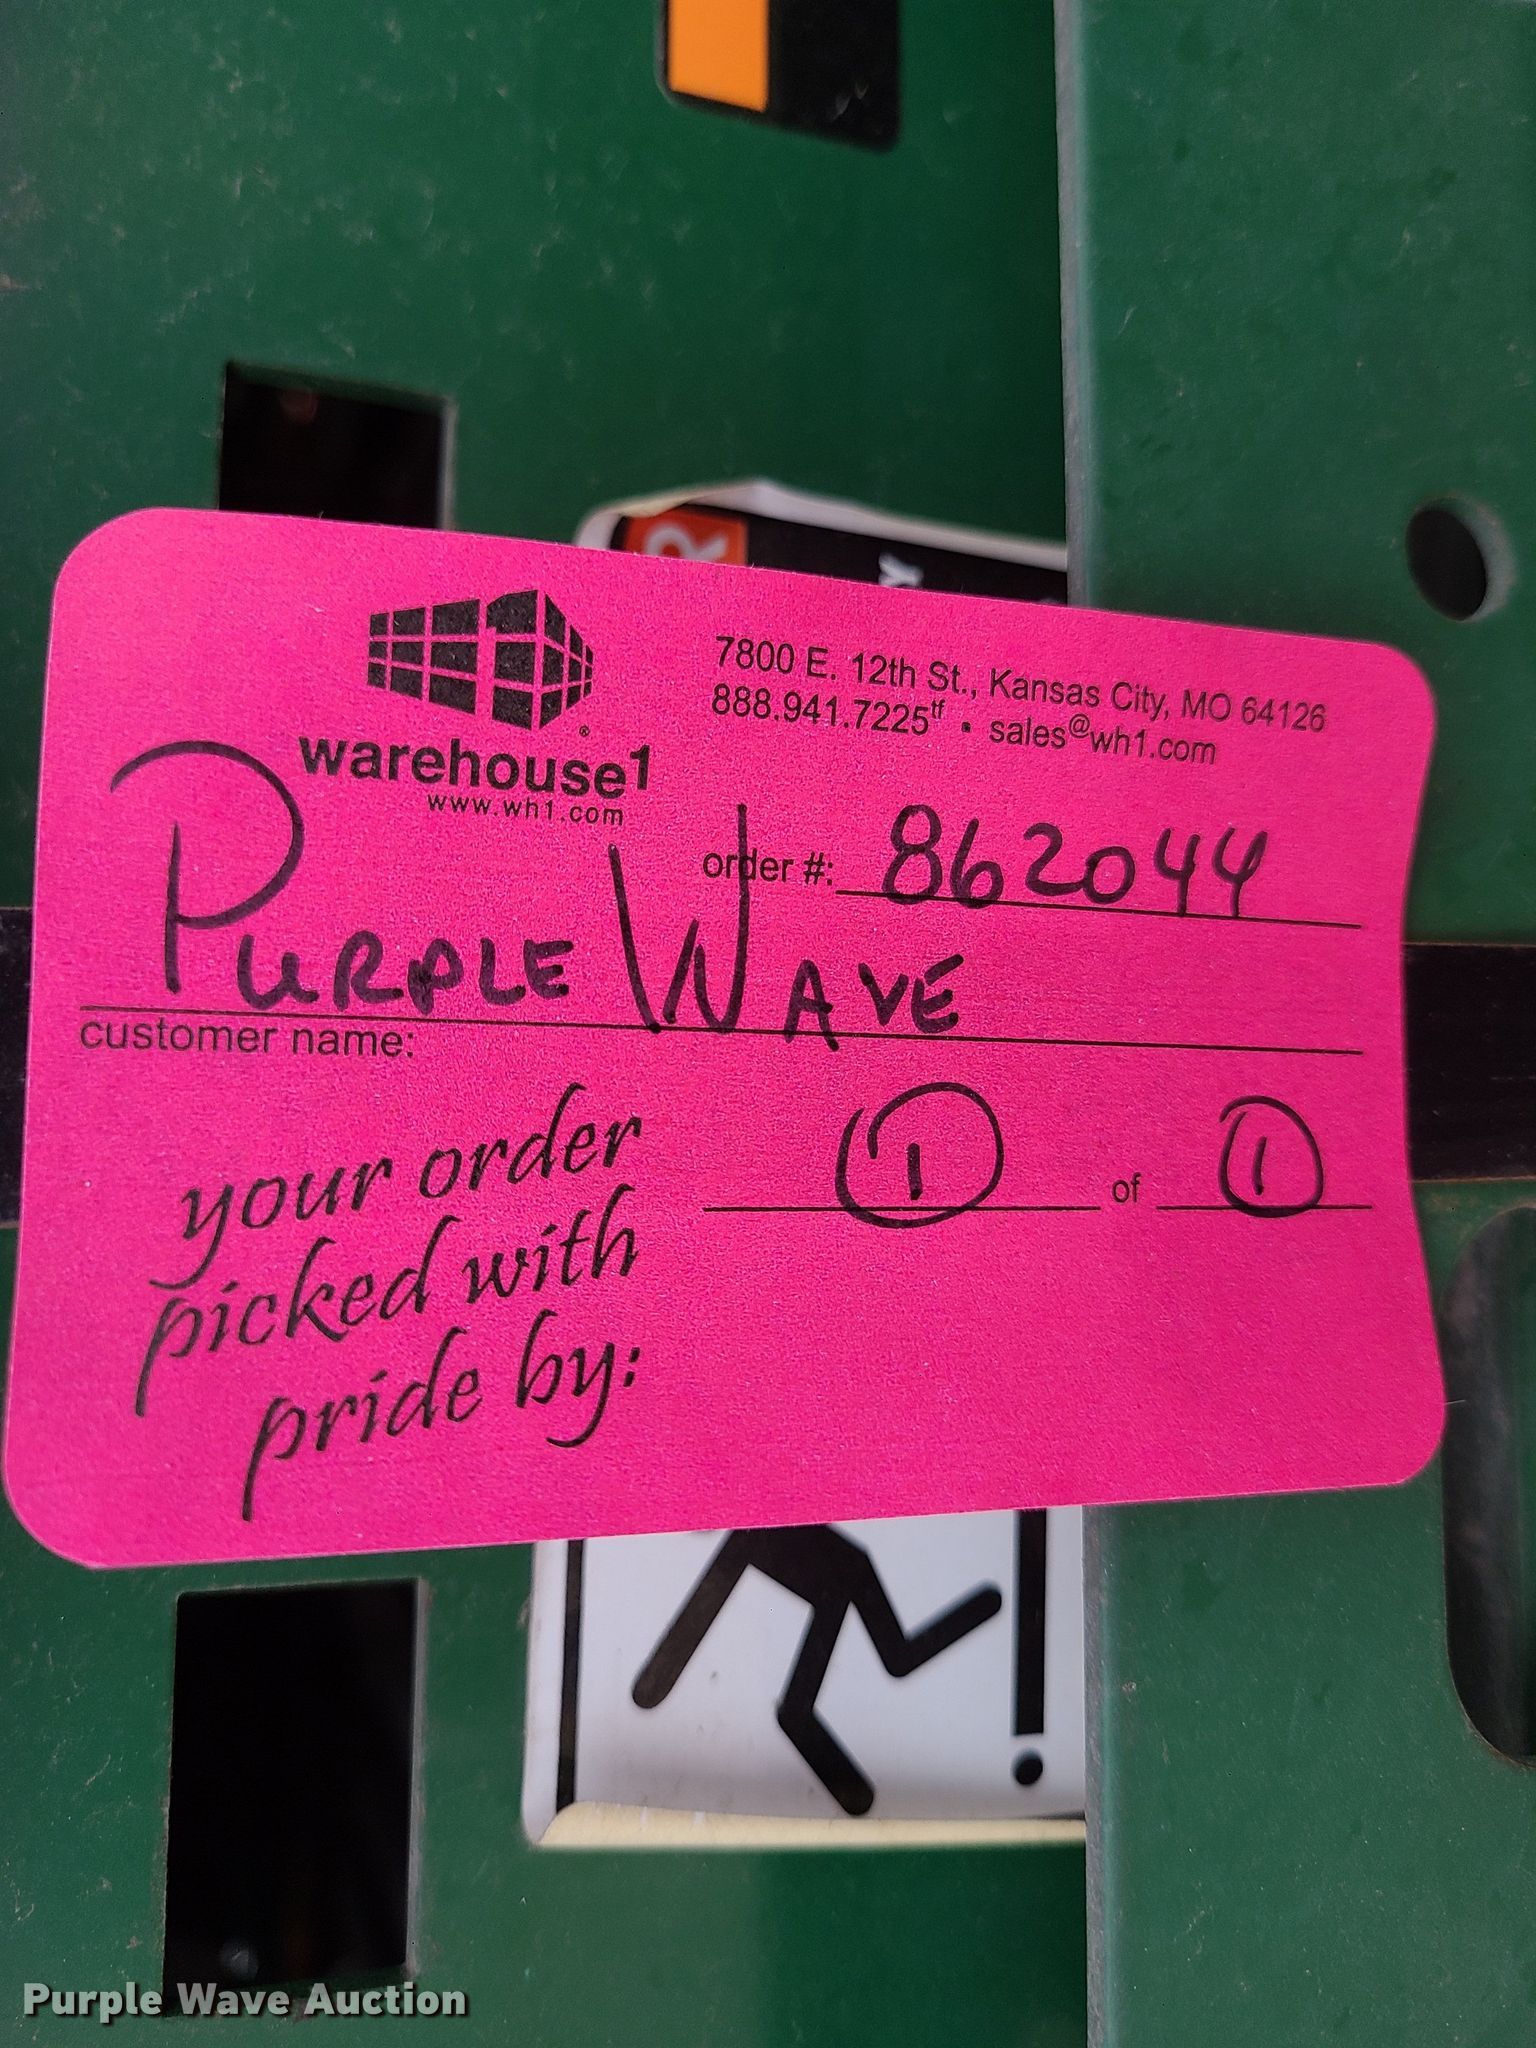 R
Y
warehouse1
www.wh1.com
7800 E. 12th St., Kansas City, MO 64126
888.941.7225tf • sales@wh1.com
order #: 862044
PURPLE WAVE
customer name:
1 of 1
your order
picked with
pride by:
Purple Wave Auction